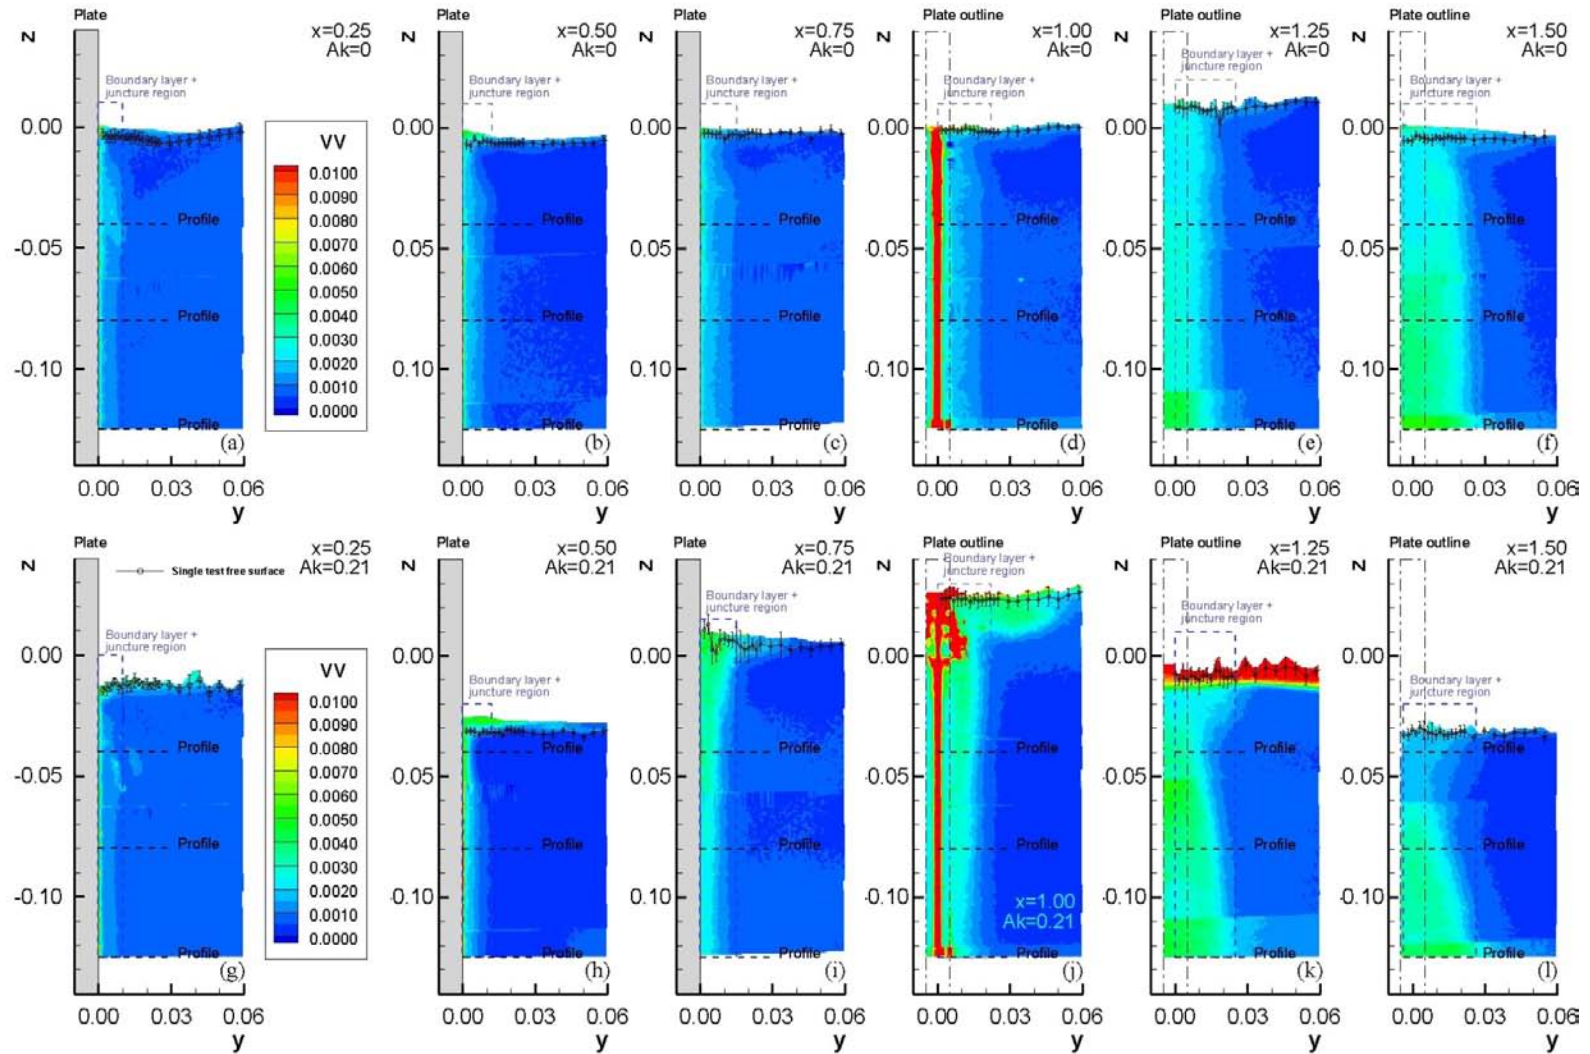 Plate
x=0.25
Ak=0
Z
Boundary layer +
juncture region
0.00
-0.05
-0.10
Profile
Profile
Profile
(a)
0.00 0.03 0.06
y
VV
0.0100
0.0090
0.0080
0.0070
0.0060
0.0050
0.0040
0.0030
0.0020
0.0010
0.0000
Plate
x=0.50
Ak=0
Z
Boundary layer +
juncture region
0.00
0.05
0.10
Profile
Profile
Profile
(b)
0.00 0.03 0.06
y
Plate
x=0.75
Ak=0
Z
Boundary layer +
juncture region
0.00
0.05
0.10
Profile
Profile
Profile
(c)
0.00 0.03 0.06
y
Plate outline
x=1.00
Ak=0
Z
Boundary layer +
juncture region
0.00
0.05
0.10
Profile
Profile
Profile
(d)
0.00 0.03 0.06
y
Plate outline
x=1.25
Ak=0
Z
Boundary layer +
juncture region
0.00
0.05
0.10
Profile
Profile
Profile
(e)
0.00 0.03 0.06
y
Plate outline
x=1.50
Ak=0
Z
Boundary layer +
juncture region
0.00
0.05
0.10
Profile
Profile
Profile
(f)
0.00 0.03 0.06
y
Plate
x=0.25
Ak=0.21
Z
Single test free surface
Boundary layer +
juncture region
0.00
-0.05
-0.10
Profile
Profile
Profile
(g)
0.00 0.03 0.06
y
VV
0.0100
0.0090
0.0080
0.0070
0.0060
0.0050
0.0040
0.0030
0.0020
0.0010
0.0000
Plate
x=0.50
Ak=0.21
Z
Boundary layer +
juncture region
0.00
0.05
0.10
Profile
Profile
Profile
(h)
0.00 0.03 0.06
y
Plate
x=0.75
Ak=0.21
Z
Boundary layer +
juncture region
0.00
0.05
0.10
Profile
Profile
Profile
(i)
0.00 0.03 0.06
y
Plate outline
Z
Boundary layer +
juncture region
0.00
0.05
0.10
Profile
Profile
x=1.00
Ak=0.21
Profile
(j)
0.00 0.03 0.06
y
Plate outline
x=1.25
Ak=0.21
Z
Boundary layer +
juncture region
0.00
0.05
0.10
Profile
Profile
Profile
(k)
0.00 0.03 0.06
y
Plate outline
x=1.50
Ak=0.21
Z
Boundary layer +
juncture region
0.00
0.05
0.10
Profile
Profile
Profile
(l)
0.00 0.03 0.06
y